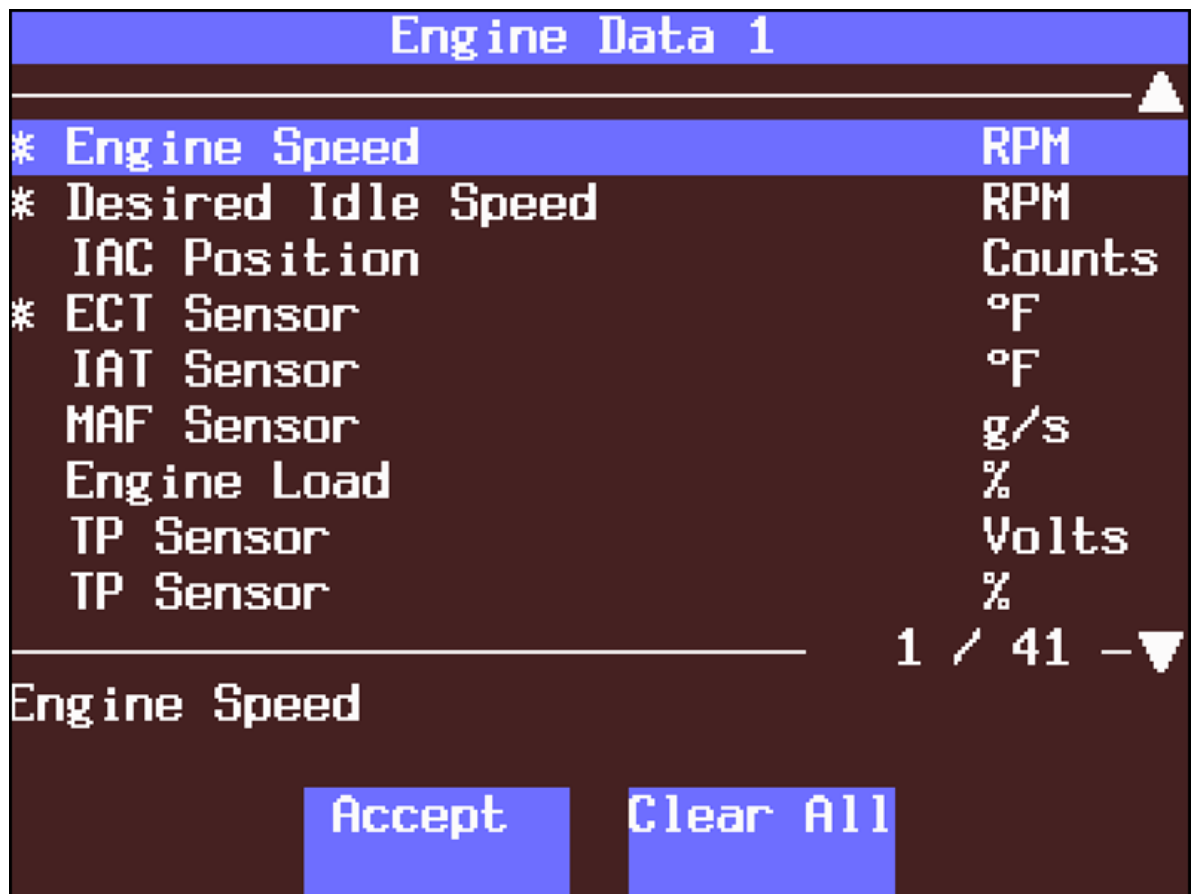 Engine Data 1
* Engine Speed RPM
* Desired Idle Speed RPM
IAC Position Counts
* ECT Sensor °F
IAT Sensor °F
MAF Sensor g/s
Engine Load %
TP Sensor Volts
TP Sensor %
1 / 41
Engine Speed
Accept Clear All